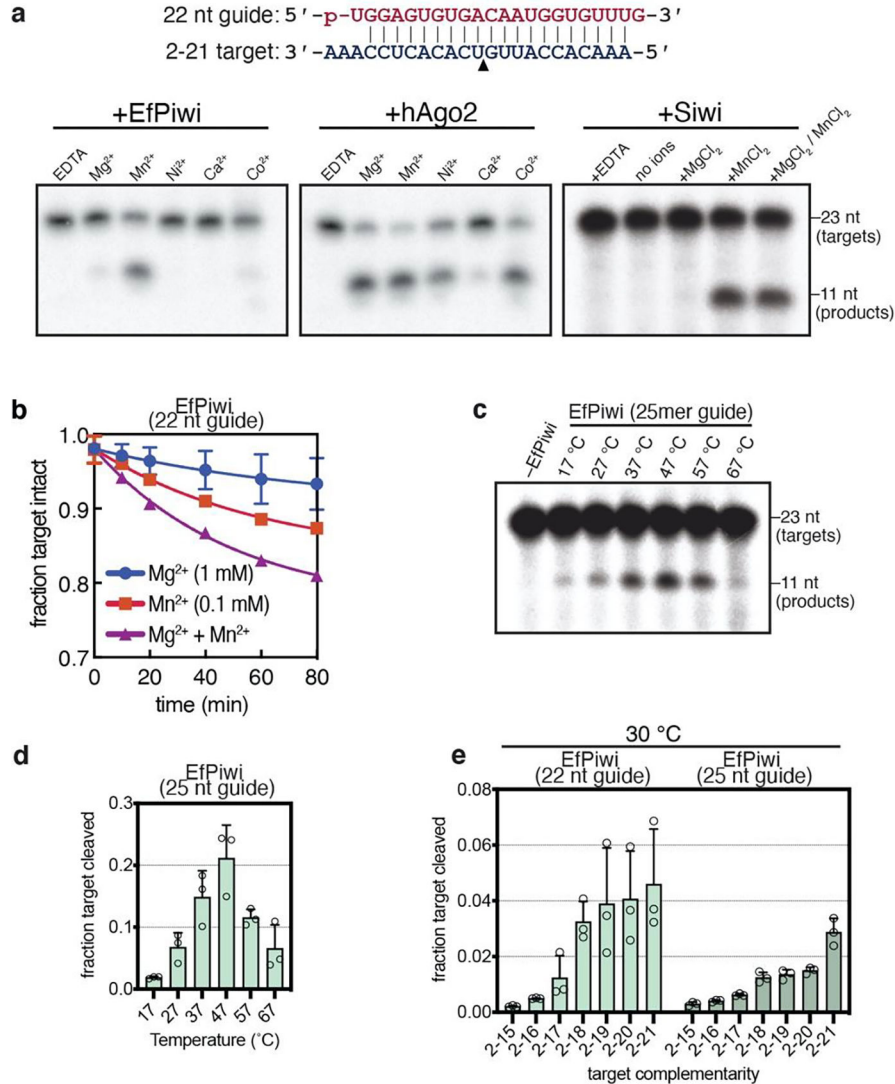 a
22 nt guide: 5′-p-UGGAGUGUGACAAUGGUGUUUG-3′
2-21 target: 3′-AAACCUCACACUGUUACCACAAA-5′
+EfPiwi
EDTA Mg²⁺ Mn²⁺ Ni²⁺ Ca²⁺ Co²⁺
+hAgo2
EDTA Mg²⁺ Mn²⁺ Ni²⁺ Ca²⁺ Co²⁺
+Siwi
+EDTA no ions +MgCl₂ +MnCl₂ +MgCl₂ / MnCl₂
23 nt
(targets)
11 nt
(products)
b
EfPiwi
(22 nt guide)
fraction target intact
1.0
0.9
0.8
0.7
Mg²⁺ (1 mM)
Mn²⁺ (0.1 mM)
Mg²⁺ + Mn²⁺
0 20 40 60 80
time (min)
c
EfPiwi (25mer guide)
–EfPiwi 17 °C 27 °C 37 °C 47 °C 57 °C 67 °C
23 nt
(targets)
11 nt
(products)
d
EfPiwi
(25 nt guide)
fraction target cleaved
0.3
0.2
0.1
0.0
17 27 37 47 57 67
Temperature (˚C)
e
30 °C
EfPiwi
(22 nt guide)
EfPiwi
(25 nt guide)
fraction target cleaved
0.08
0.06
0.04
0.02
0.00
2-15 2-16 2-17 2-18 2-19 2-20 2-21 2-15 2-16 2-17 2-18 2-19 2-20 2-21
target complementarity